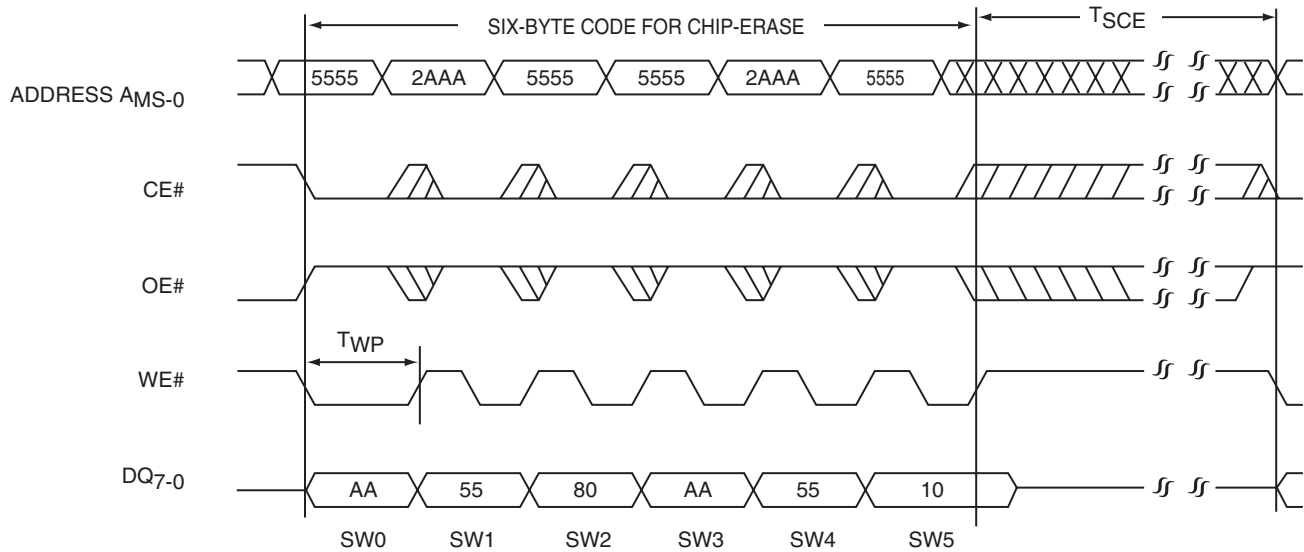 SIX-BYTE CODE FOR CHIP-ERASE TSCE
ADDRESS AMS-0 5555 2AAA 5555 5555 2AAA 5555
CE#
OE#
TWP
WE#
DQ7-0 AA 55 80 AA 55 10
SW0 SW1 SW2 SW3 SW4 SW5